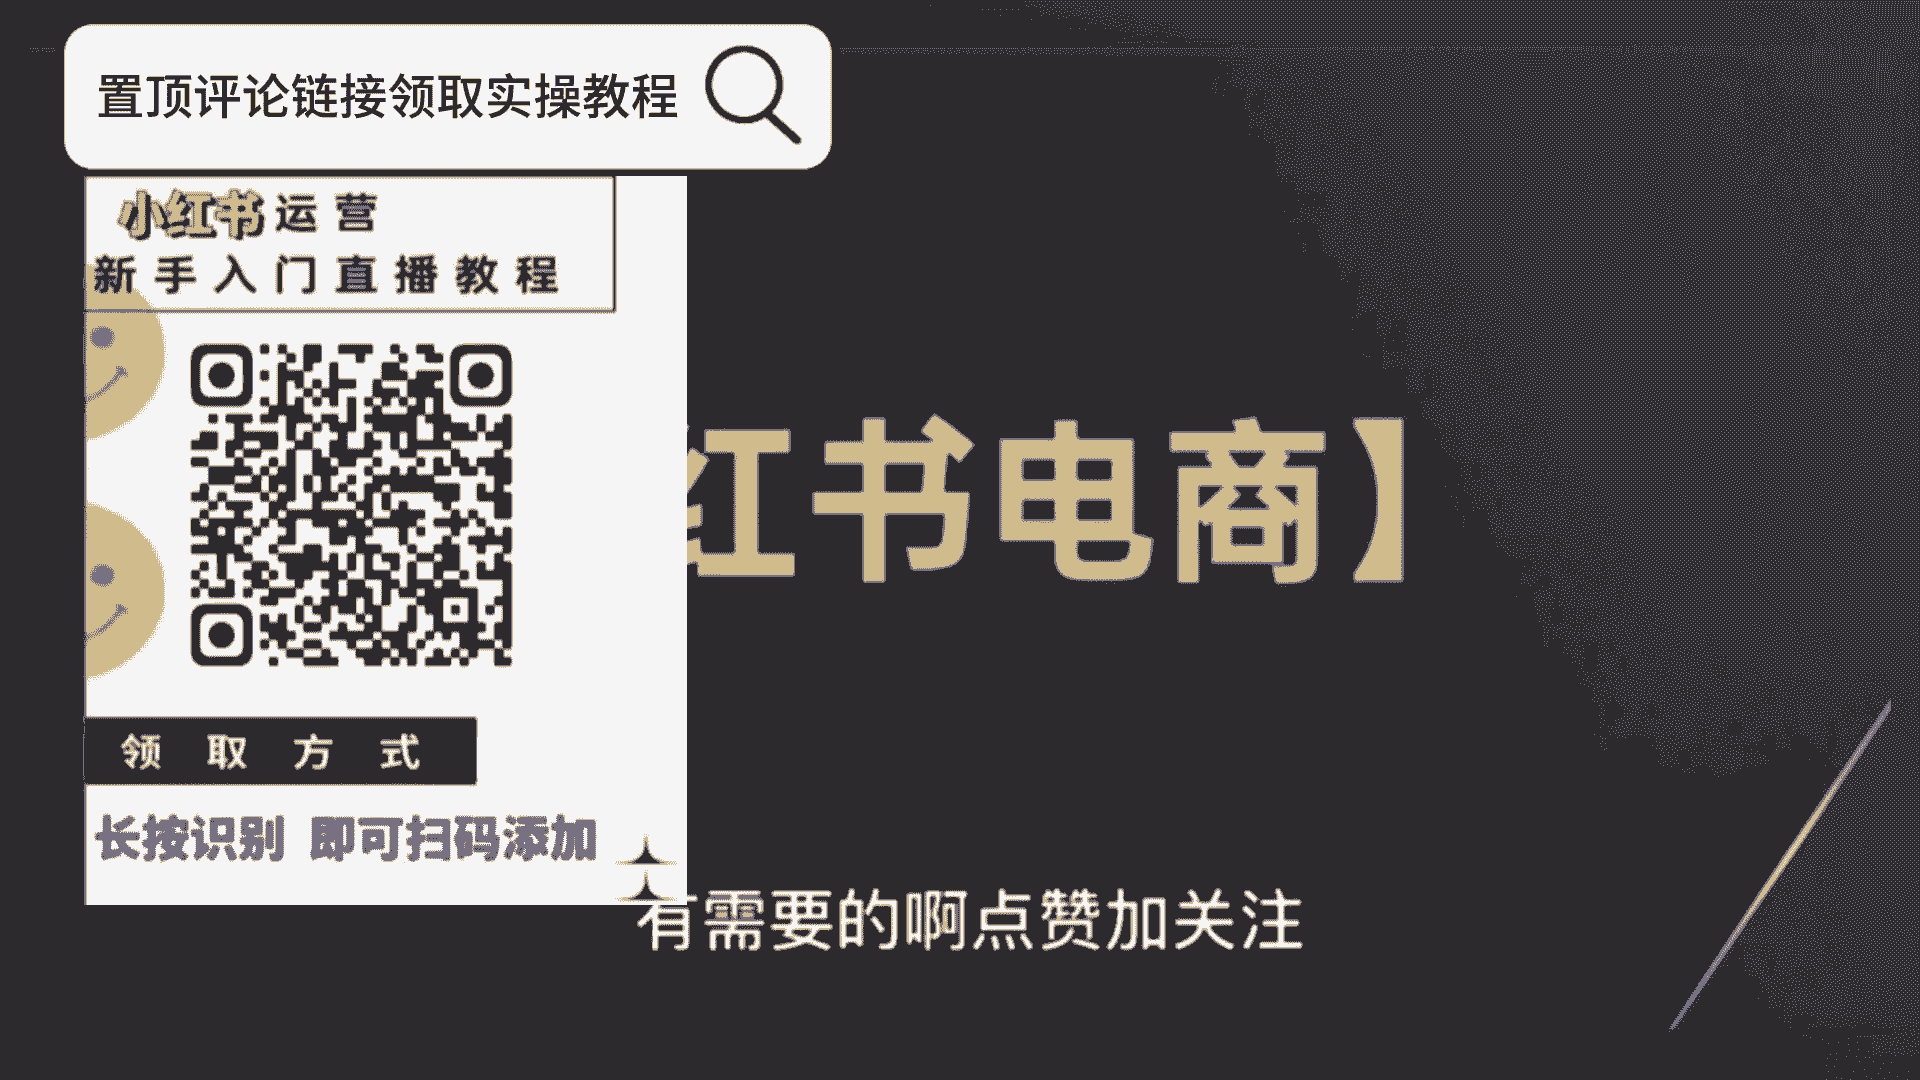 置顶评论链接领取实操教程
小红书运营
新手入门直播教程
红书电商】
领取方式
长按识别 即可扫码添加
有需要的啊点赞加关注